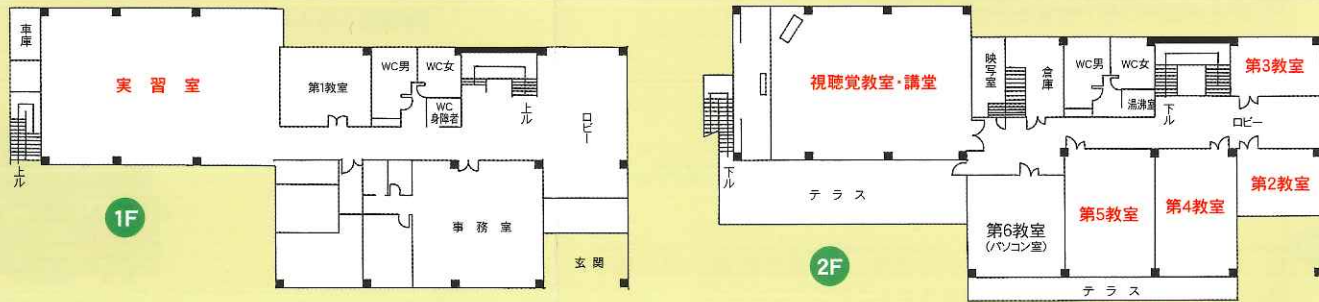 車庫
実習室
第1教室
WC男
WC女
WC
身障者
上ル
ロビー
上ル
1F
事務室
玄関
視聴覚教室・講堂
映写室
倉庫
WC男
WC女
湯沸室
下ル
第3教室
ロビー
下ル
テラス
第6教室
(パソコン室)
第5教室
第4教室
第2教室
2F
テラス